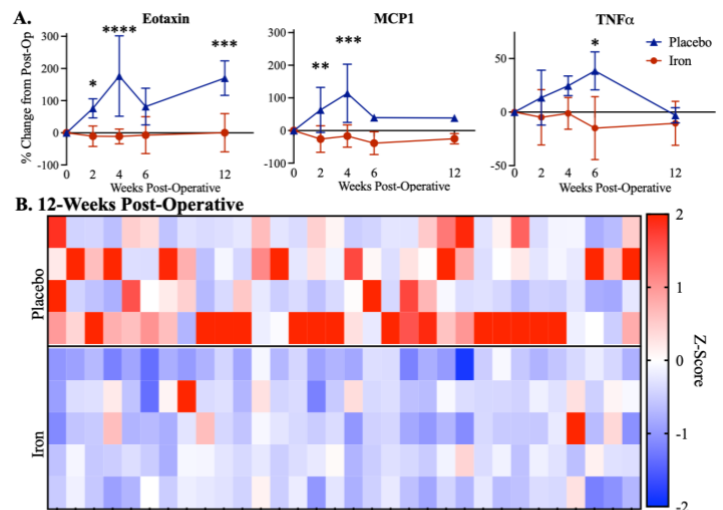 A.
Eotaxin
MCP1
TNFα
% Change from Post-Op
300
200
100
0
-100
****
*
***
0 2 4 6 12
Weeks Post-Operative
300
200
100
0
-100
**
***
0 2 4 6 12
Weeks Post-Operative
50
0
-50
*
0 2 4 6 12
Weeks Post-Operative
Placebo
Iron
B. 12-Weeks Post-Operative
Placebo
Iron
2
1
0
-1
-2
Z-Score